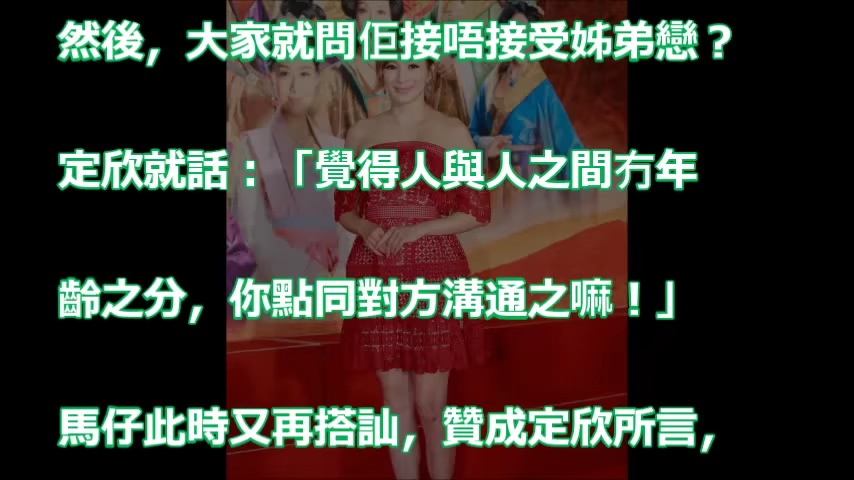 然後，大家就問佢接唔接受姊弟戀？
定欣就話：「覺得人與人之間冇年
齡之分，你點同對方溝通之嘛！」
馬仔此時又再搭訕，贊成定欣所言，